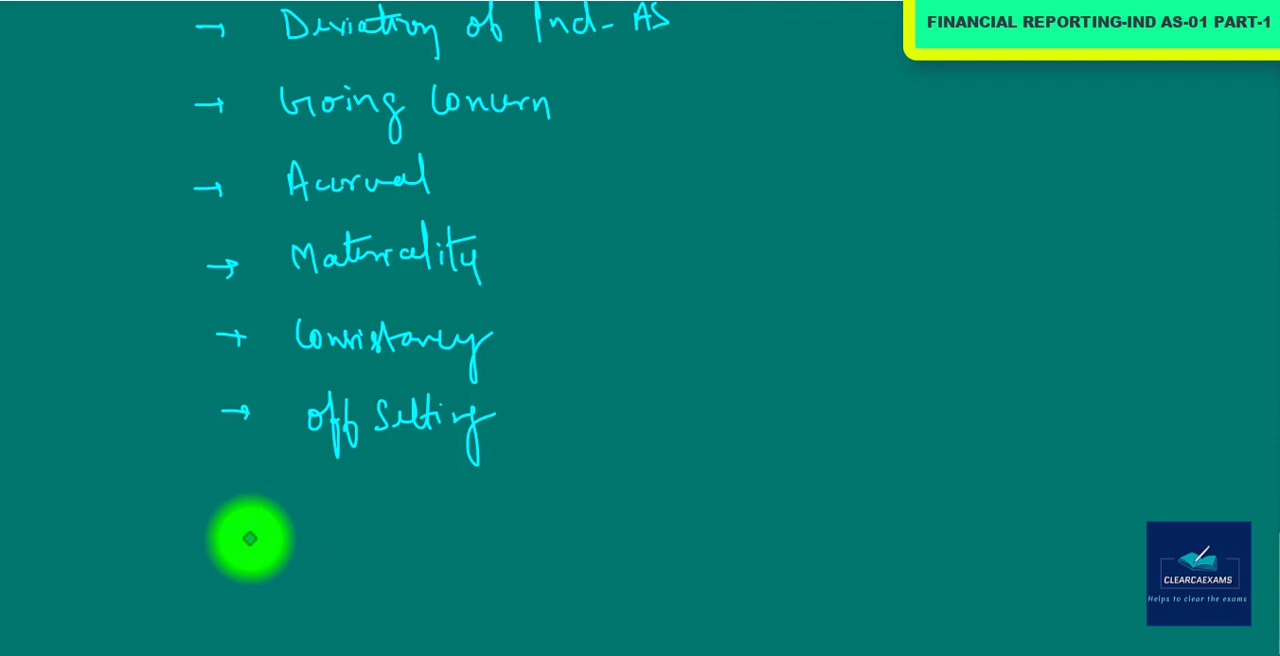 FINANCIAL REPORTING-IND AS-01 PART-1
→ Deviation of Ind-AS
→ Going Concern
→ Accrual
→ Materiality
→ Consistancy
→ Off Setting
CLEARCAEXAMS
Helps to clear the exams